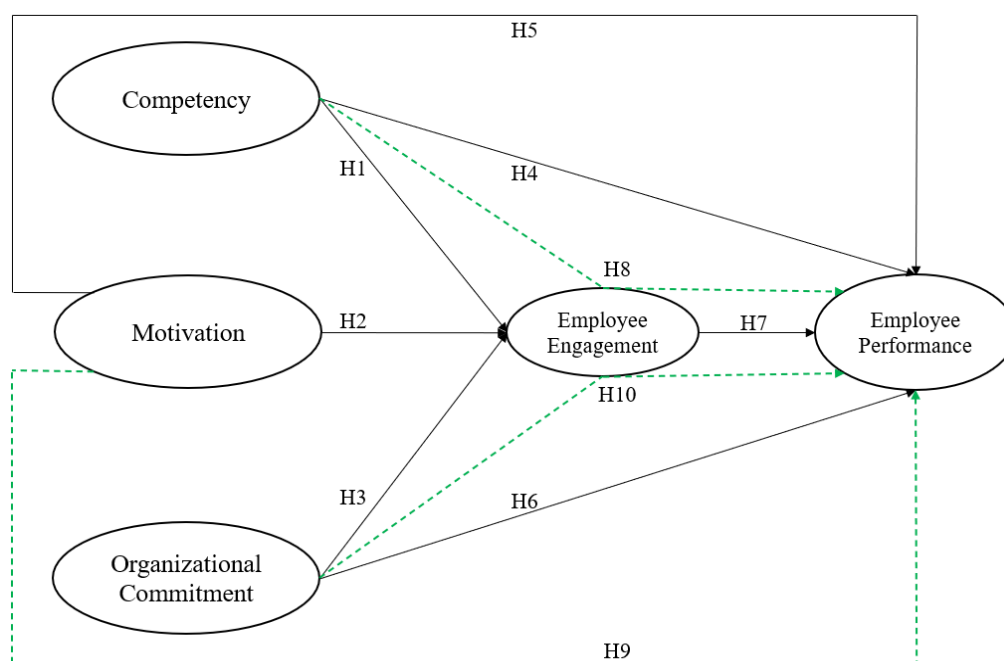 H5
Competency
H1
H4
H8
Motivation
H2
Employee
Engagement
H7
Employee
Performance
H10
H3
H6
Organizational
Commitment
H9